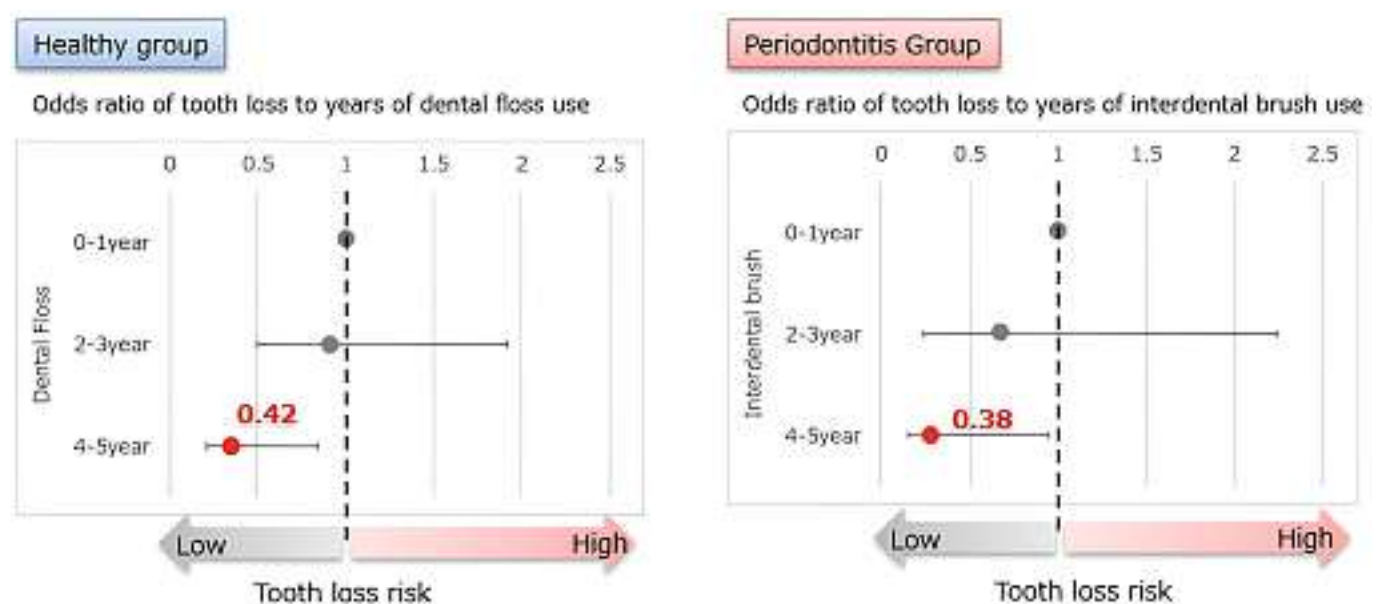 Healthy group
Odds ratio of tooth loss to years of dental floss use
0 0.5 1 1.5 2 2.5
Dental Floss
0-1year
2-3year
0.42
4-5year
Low High
Tooth loss risk
Periodontitis Group
Odds ratio of tooth loss to years of interdental brush use
0 0.5 1 1.5 2 2.5
Interdental brush
0-1year
2-3year
0.38
4-5year
Low High
Tooth loss risk